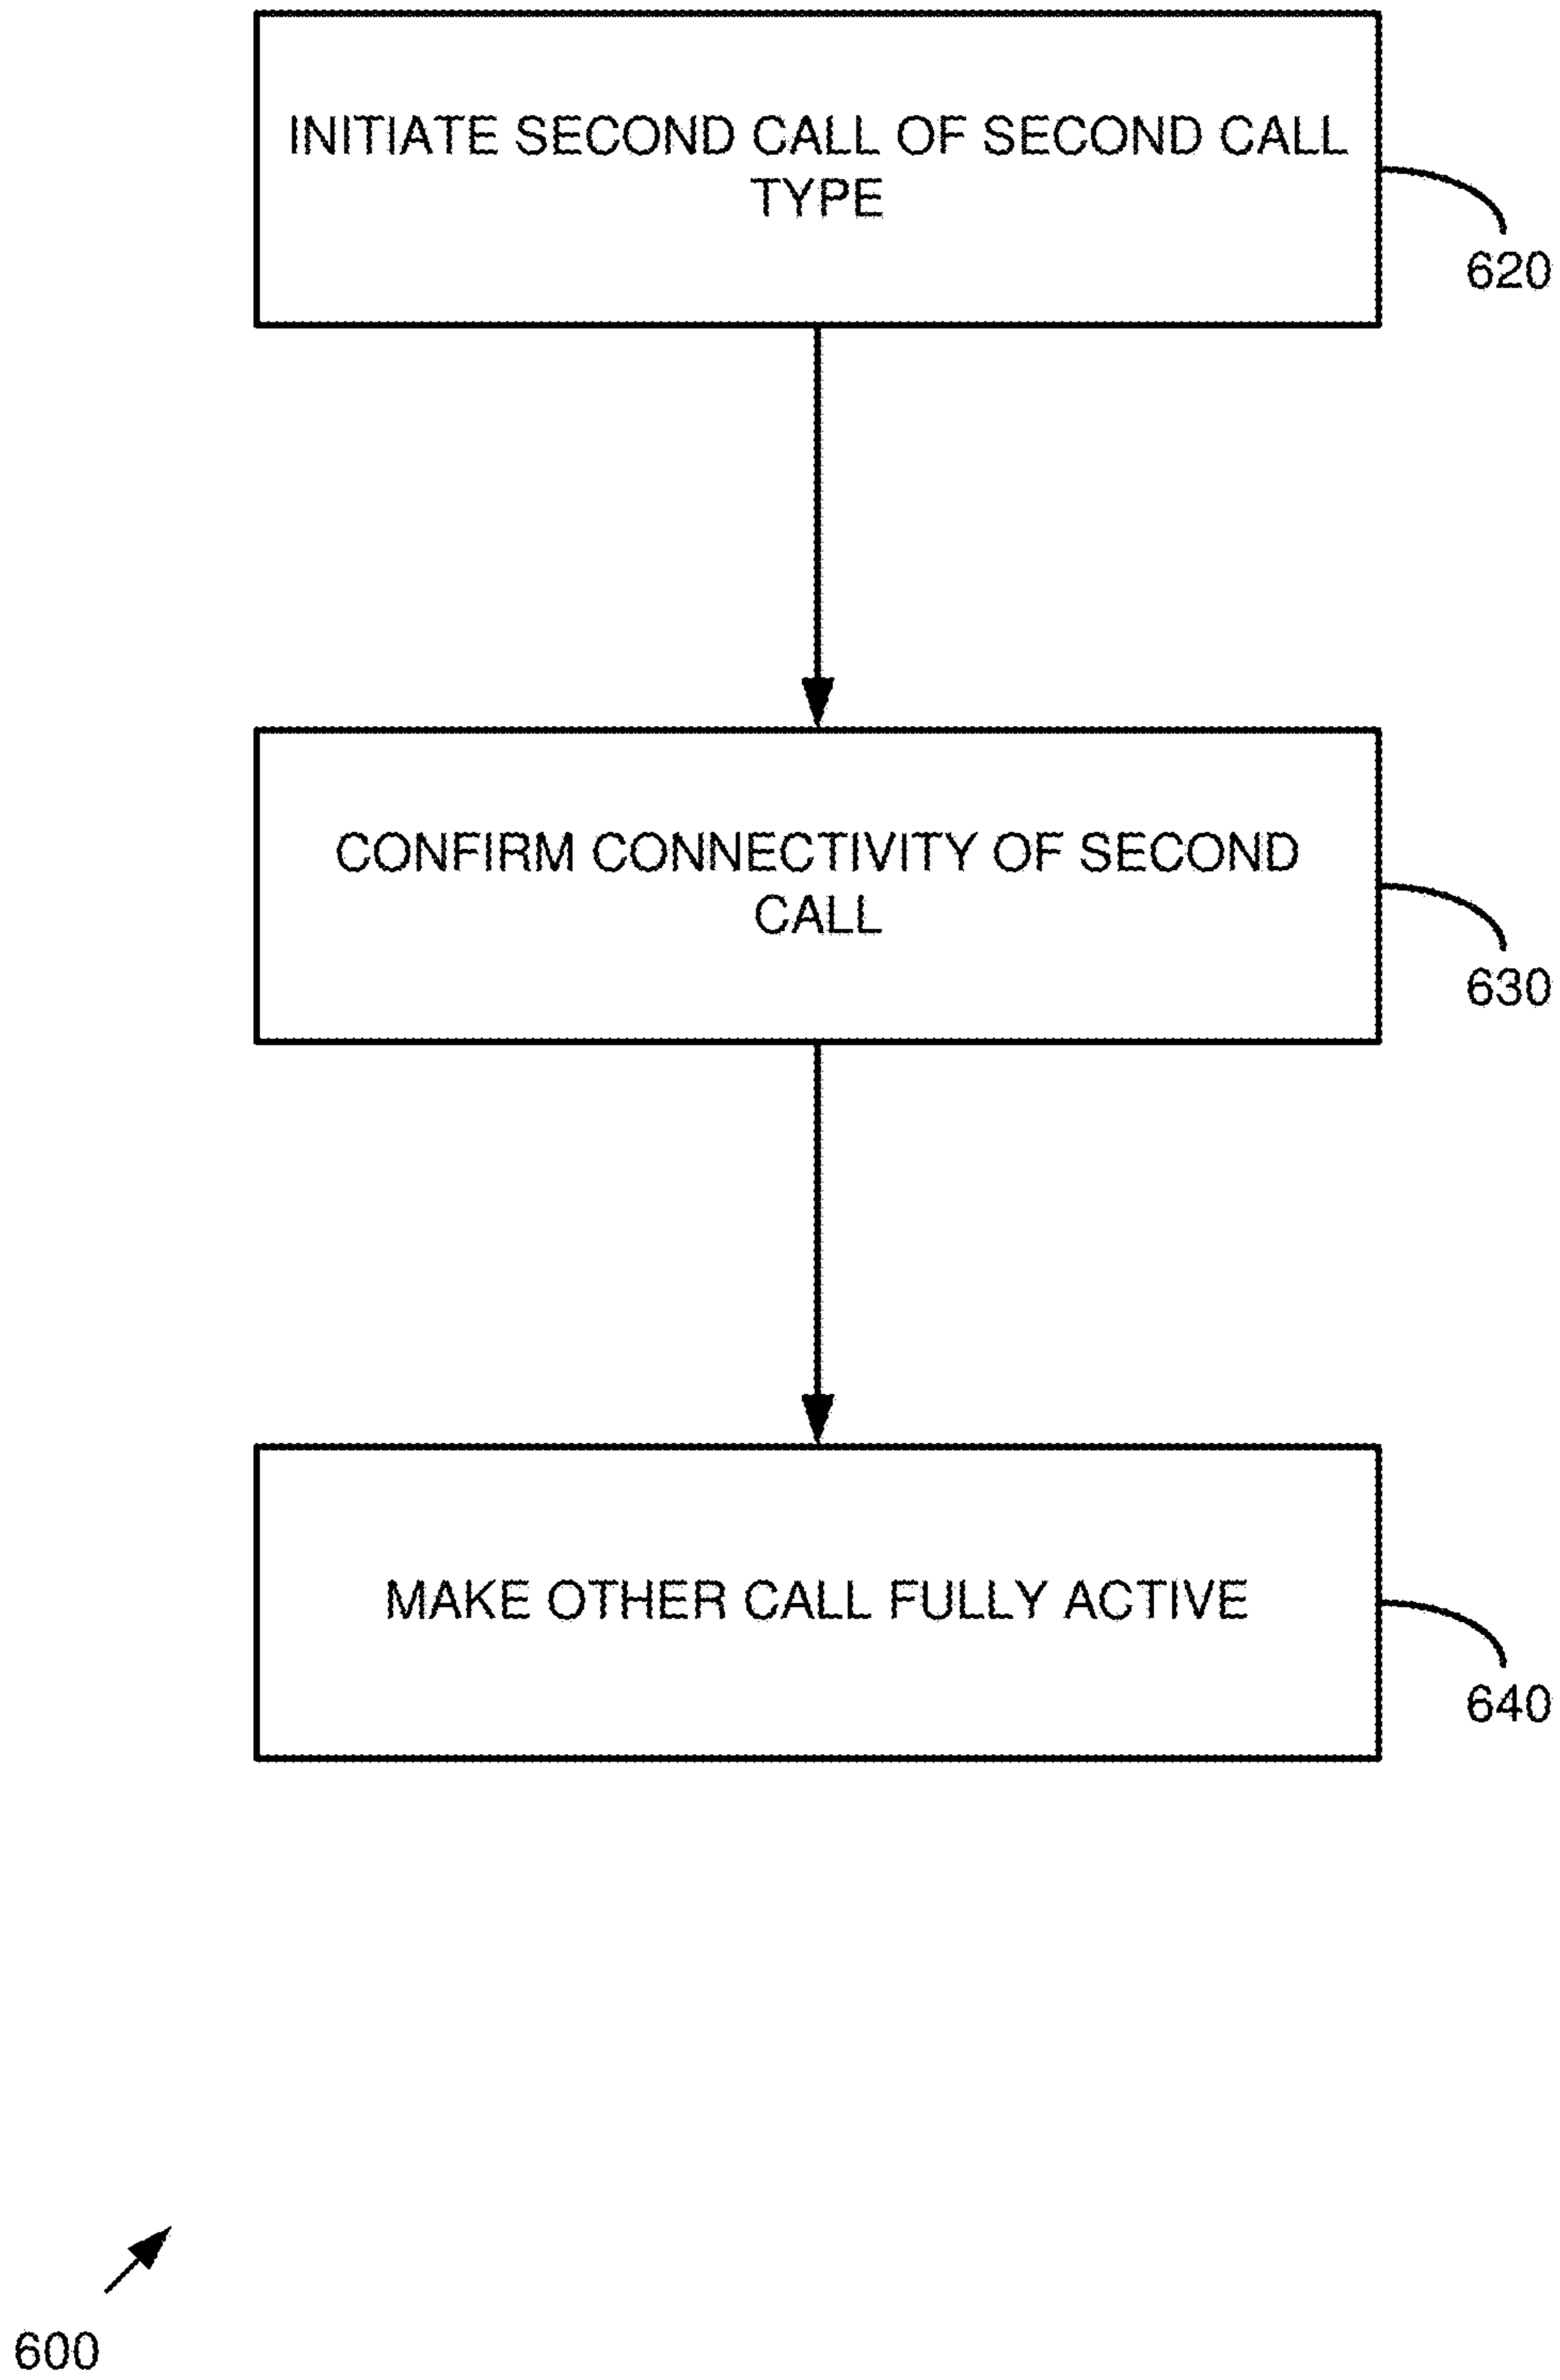 INITIATE SECOND CALL OF SECOND CALL
TYPE
620
CONFIRM CONNECTIVITY OF SECOND
CALL
630
MAKE OTHER CALL FULLY ACTIVE
640
600